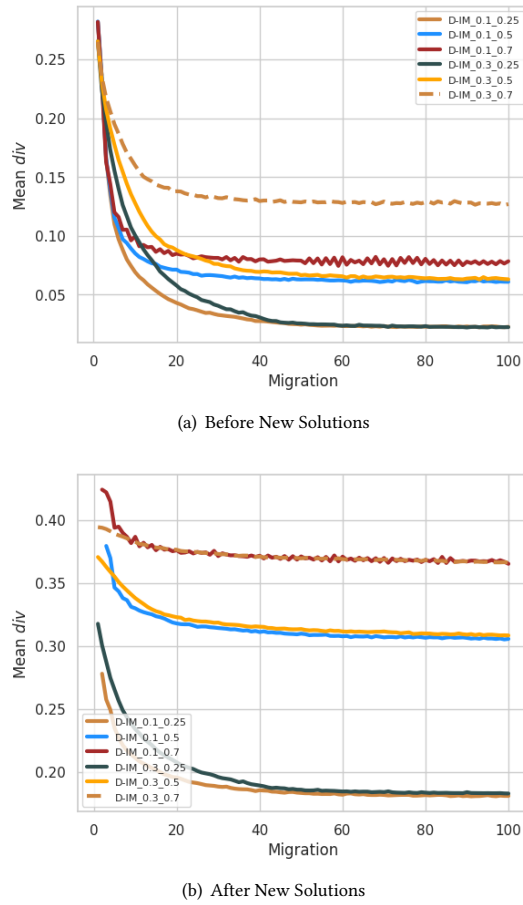 0.25
0.20
0.15
0.10
0.05
Mean div
D-IM_0.1_0.25
D-IM_0.1_0.5
D-IM_0.1_0.7
D-IM_0.3_0.25
D-IM_0.3_0.5
D-IM_0.3_0.7
0 20 40 60 80 100
Migration
(a) Before New Solutions
0.40
0.35
0.30
0.25
0.20
Mean div
D-IM_0.1_0.25
D-IM_0.1_0.5
D-IM_0.1_0.7
D-IM_0.3_0.25
D-IM_0.3_0.5
D-IM_0.3_0.7
0 20 40 60 80 100
Migration
(b) After New Solutions